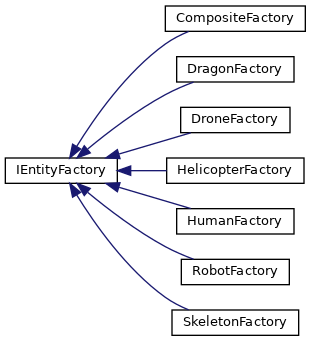 CompositeFactory
DragonFactory
DroneFactory
IEntityFactory
HelicopterFactory
HumanFactory
RobotFactory
SkeletonFactory